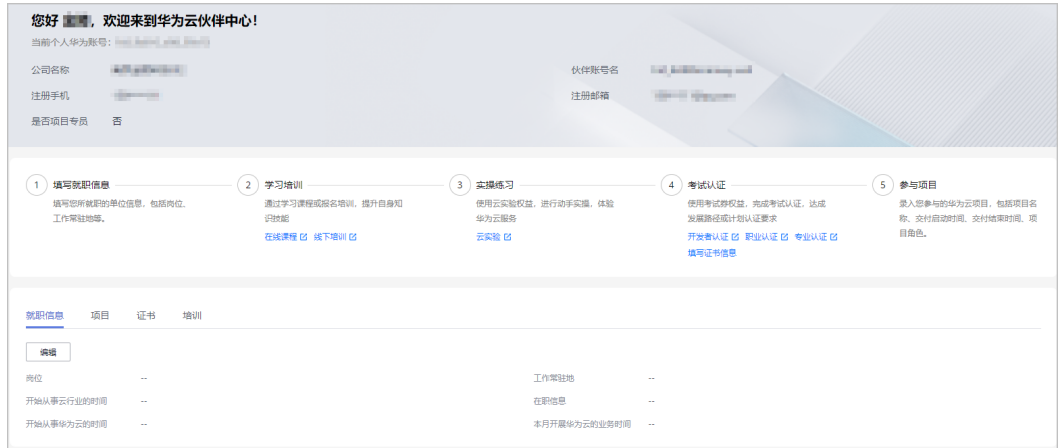 您好 ，欢迎来到华为云伙伴中心！
当前个人华为账号：
公司名称
伙伴账号名
注册手机
注册邮箱
是否项目专员 否
1 填写就职信息
填写您所就职的单位信息，包括岗位、
工作常驻地等。
2 学习培训
通过学习课程或报名培训，提升自身知
识技能
在线课程 线下培训
3 实操练习
使用云实验权益，进行动手实操，体验
华为云服务
云实验
4 考试认证
使用考试券权益，完成考试认证，达成
发展路径或计划认证要求
开发者认证 职业认证 专业认证
填写证书信息
5 参与项目
录入您参与的华为云项目，包括项目名
称、交付启动时间、交付结束时间、项
目角色。
就职信息 项目 证书 培训
编辑
岗位 --
工作常驻地 --
开始从事云行业的时间 --
在职信息 --
开始从事华为云的时间 --
本月开展华为云的业务时间 --